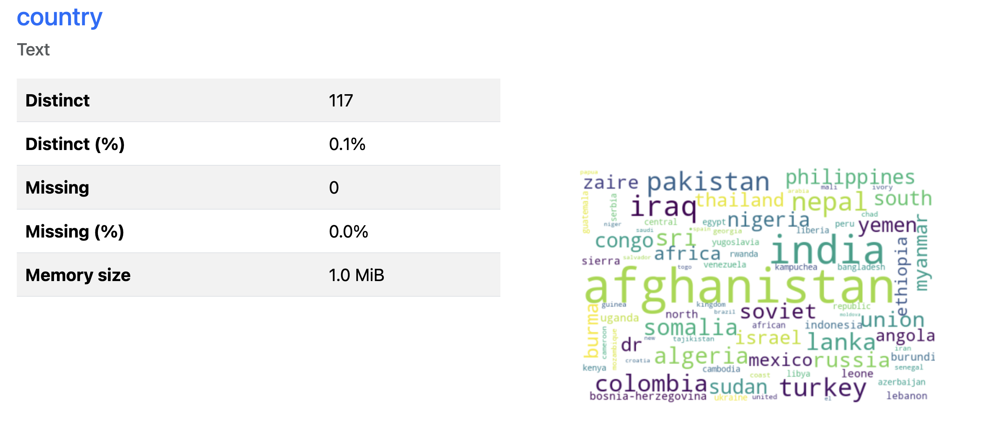 country
Text
Distinct 117
Distinct (%) 0.1%
Missing 0
Missing (%) 0.0%
Memory size 1.0 MiB
papua
zaire pakistan philippines
mali ivory
guatemala serbia iraq thailand arabia nepal south
niger central egypt nigeria chad peru yemen myanmar
saudi spain georgia liberia
congo sri yugoslavia india ethiopia
sierra salvador africa rwanda
togo venezuela kampuchea bangladesh
afghanistan
guinea kingdom republic
burma uganda north brazil soviet moldova union
somalia african indonesia
cameroon mozambique dr new tajikistan israel lanka angola
iran
croatia algeria mexico russia burundi
kenya cambodia senegal
coast libya leone
colombia sudan turkey azerbaijan
bosnia-herzegovina ukraine united el lebanon